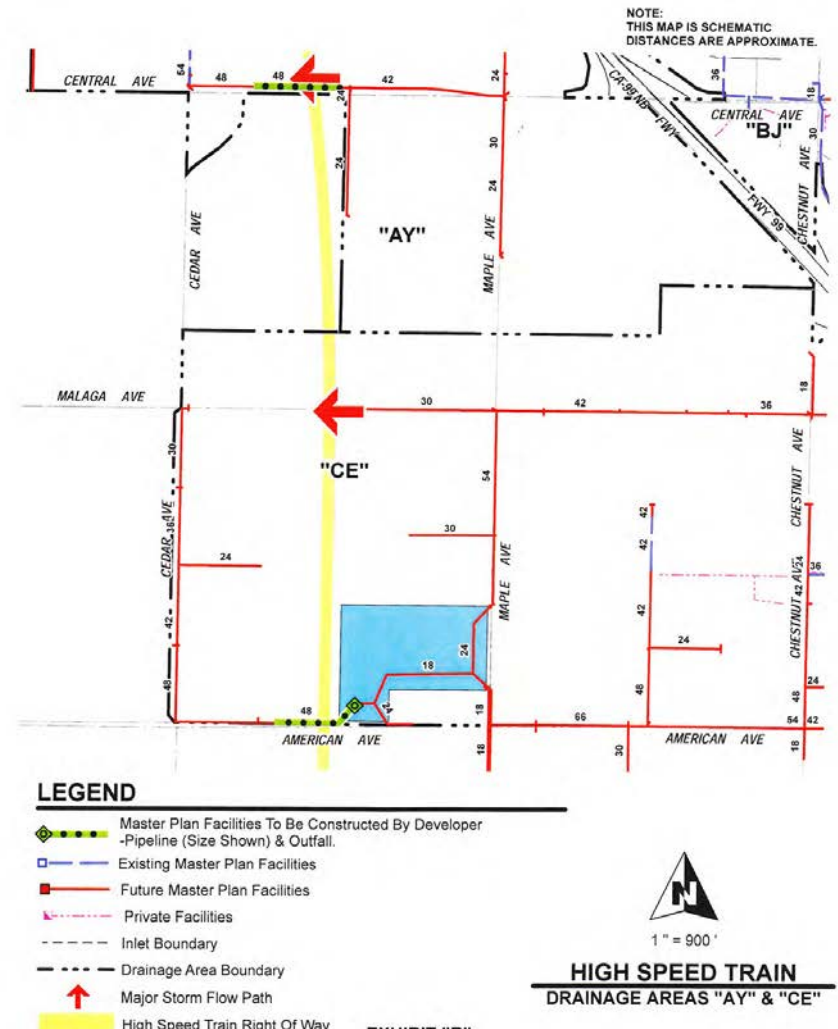 NOTE:
THIS MAP IS SCHEMATIC
DISTANCES ARE APPROXIMATE.
54
CENTRAL AVE
48
48
42
24
24
36
18
CA-99 NB FWY
CENTRAL AVE
"BJ"
30
30
24
24
CHESTNUT AVE
FWY 99
CEDAR AVE
"AY"
MAPLE AVE
18
MALAGA AVE
30
42
36
30
"CE"
54
CHESTNUT AVE
CEDAR AVE
36
42
42
30
24
MAPLE AVE
24
36
42
CHESTNUT AV
42
42
24
18
24
24
48
48
48
48
24
18
66
54
42
AMERICAN AVE
18
30
AMERICAN AVE
18
LEGEND
Master Plan Facilities To Be Constructed By Developer
-Pipeline (Size Shown) & Outfall.
Existing Master Plan Facilities
Future Master Plan Facilities
Private Facilities
Inlet Boundary
Drainage Area Boundary
Major Storm Flow Path
High Speed Train Right Of Way
N
1 " = 900 '
HIGH SPEED TRAIN
DRAINAGE AREAS "AY" & "CE"